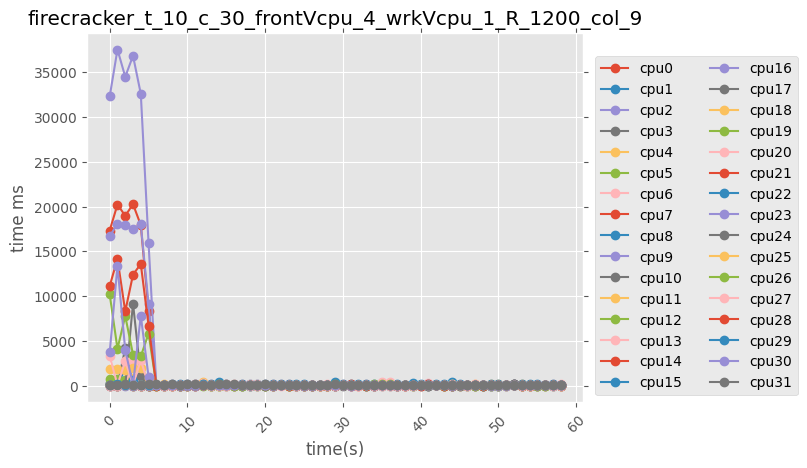 firecracker_t_10_c_30_frontVcpu_4_wrkVcpu_1_R_1200_col_9
time ms
35000
30000
25000
20000
15000
10000
5000
0
0
10
20
30
40
50
60
time(s)
cpu0
cpu1
cpu2
cpu3
cpu4
cpu5
cpu6
cpu7
cpu8
cpu9
cpu10
cpu11
cpu12
cpu13
cpu14
cpu15
cpu16
cpu17
cpu18
cpu19
cpu20
cpu21
cpu22
cpu23
cpu24
cpu25
cpu26
cpu27
cpu28
cpu29
cpu30
cpu31